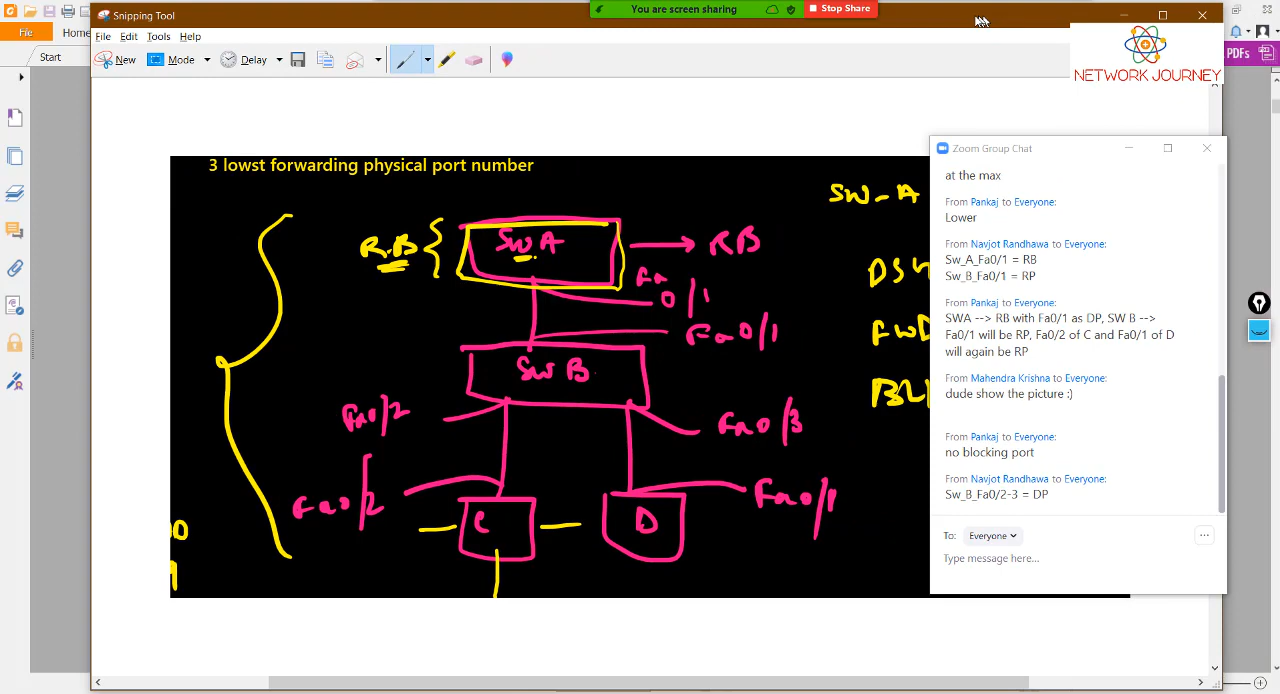 Snipping Tool
You are screen sharing
Stop Share
File
Home
Start
File Edit Tools Help
New Mode Delay
NETWORK JOURNEY
PDFs
3 lowst forwarding physical port number
SW-A
R.B
SWA
RB
Fa
0/1
Fa0/1
SW B
Fa0/2
Fa0/3
Fa0/2
Fa0/1
C
D
Zoom Group Chat
at the max
From Pankaj to Everyone:
Lower
From Navjot Randhawa to Everyone:
Sw_A_Fa0/1 = RB
Sw_B_Fa0/1 = RP
From Pankaj to Everyone:
SWA --> RB with Fa0/1 as DP, SW B -->
Fa0/1 will be RP, Fa0/2 of C and Fa0/1 of D
will again be RP
From Mahendra Krishna to Everyone:
dude show the picture :)
From Pankaj to Everyone:
no blocking port
From Navjot Randhawa to Everyone:
Sw_B_Fa0/2-3 = DP
To: Everyone
Type message here...